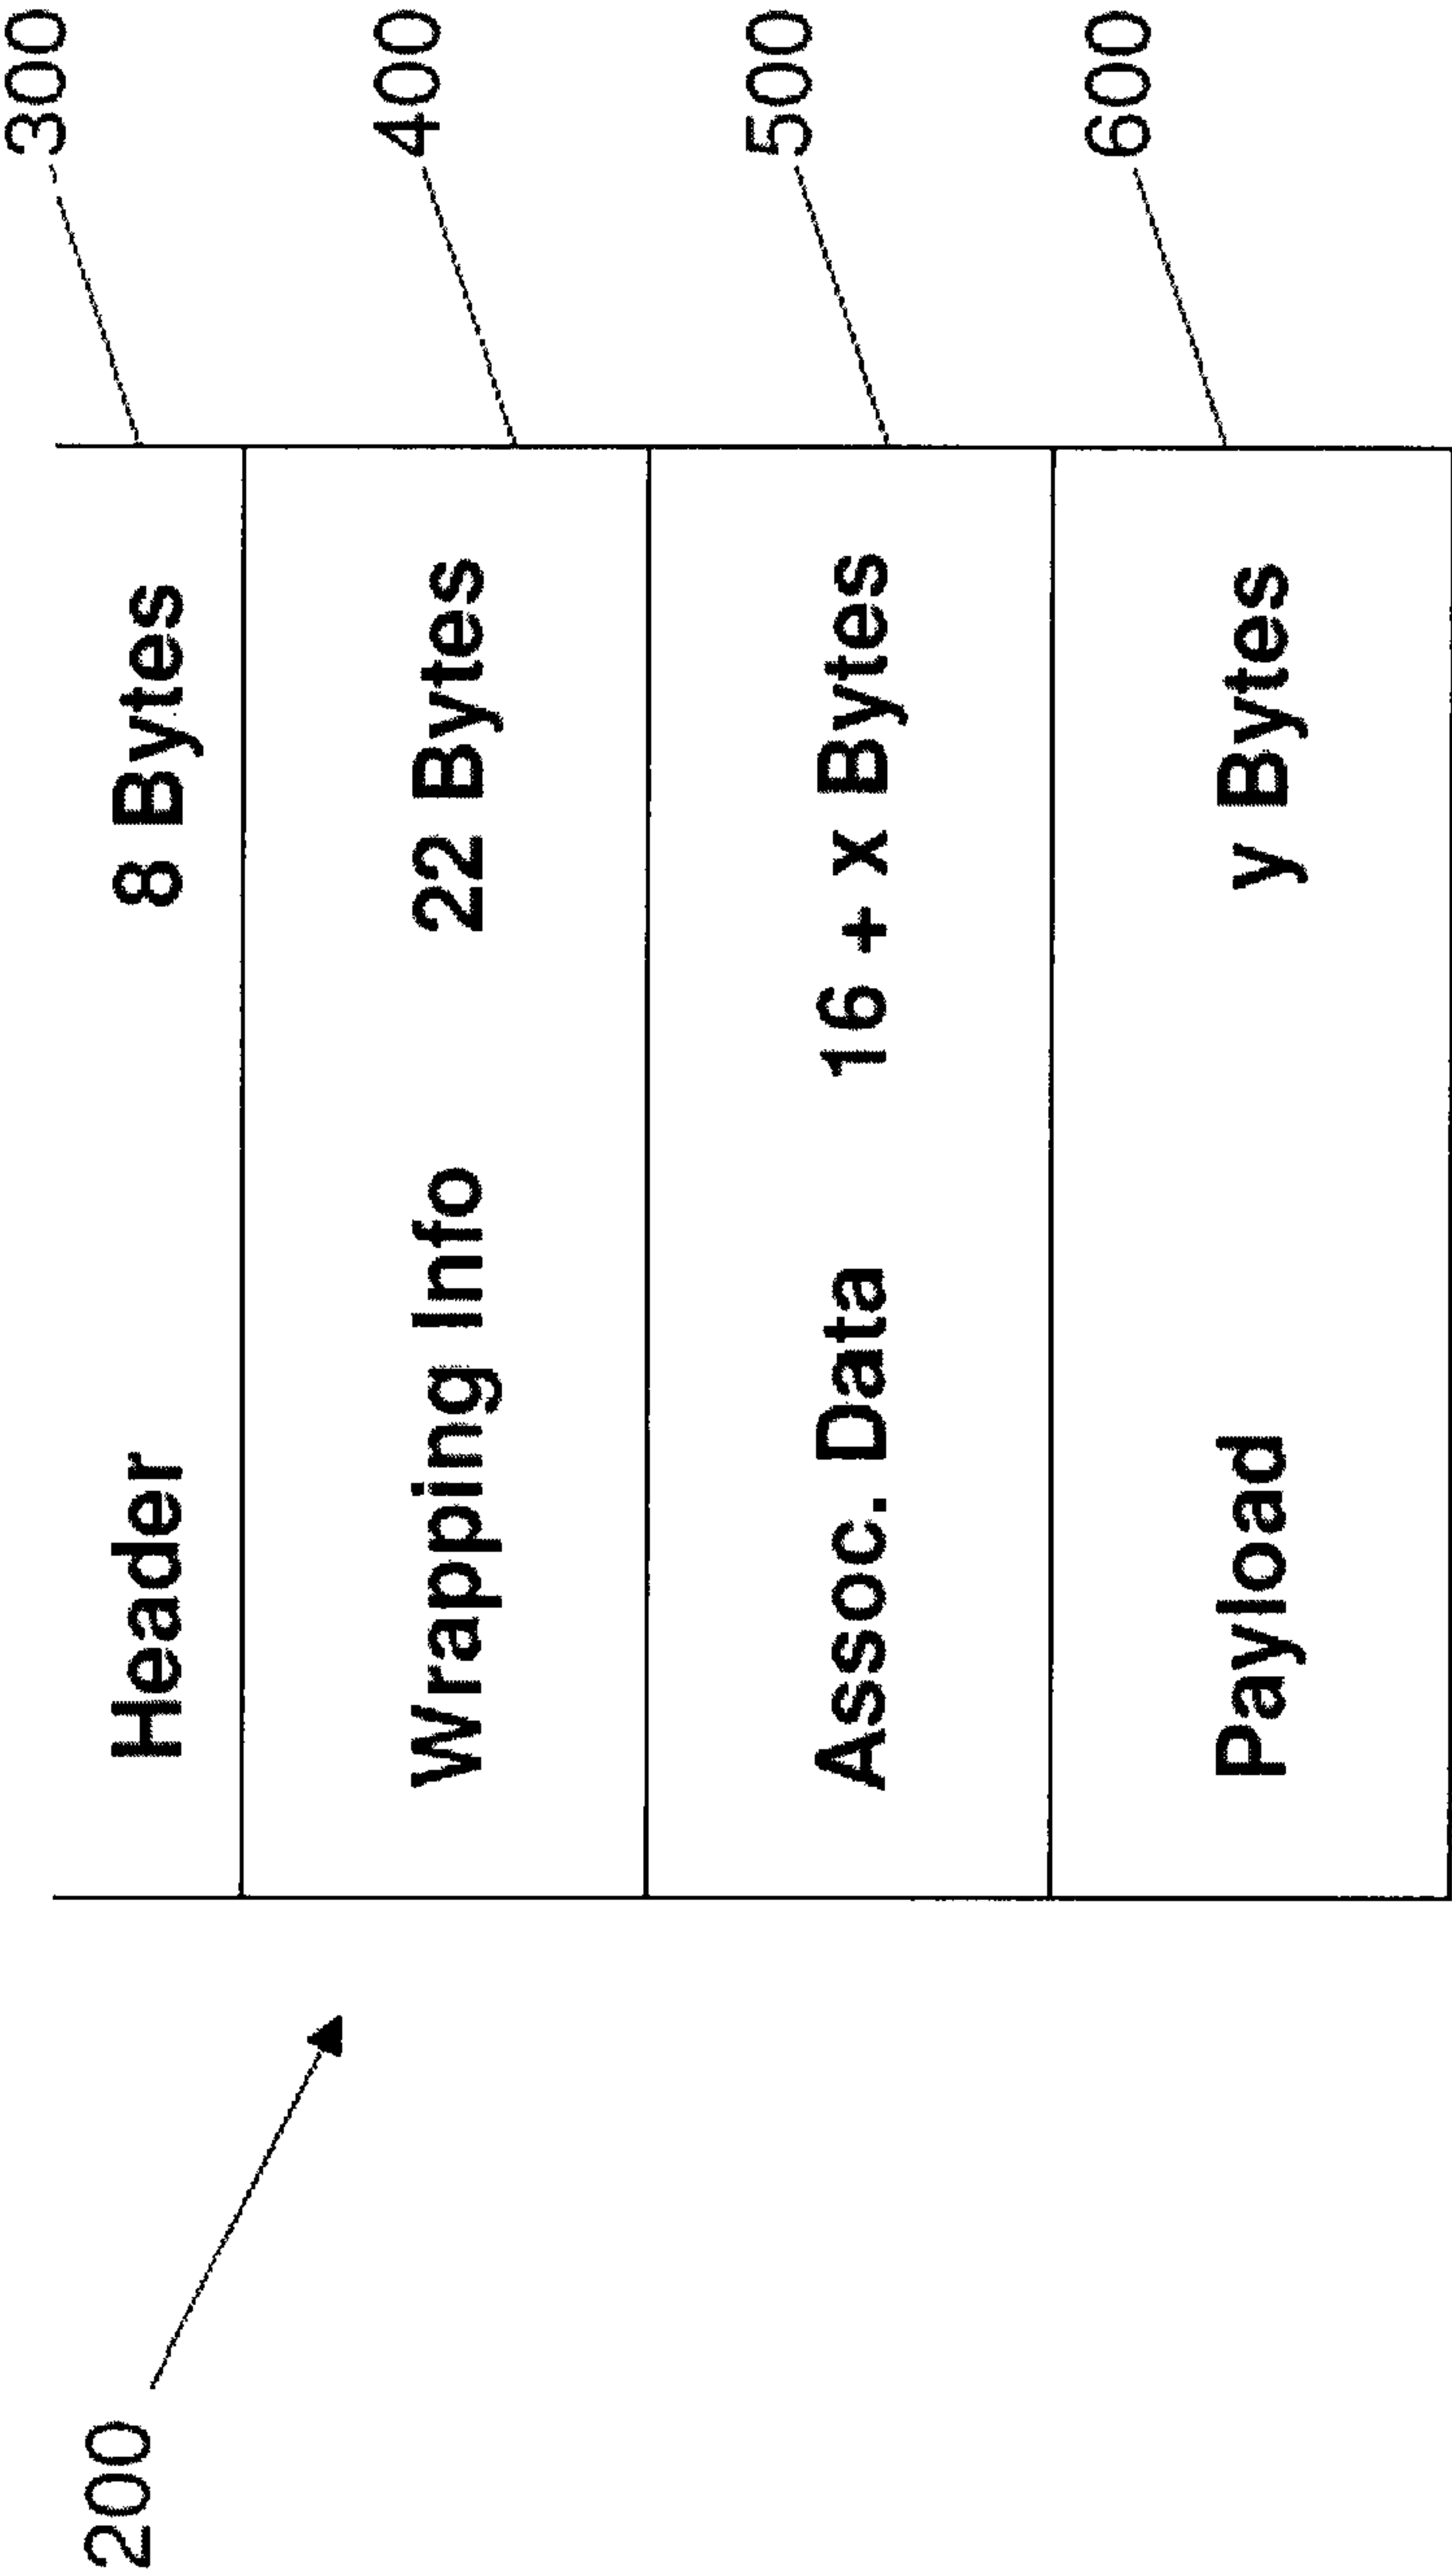 200
Header 8 Bytes 300
Wrapping Info 22 Bytes 400
Assoc. Data 16 + x Bytes 500
Payload y Bytes 600